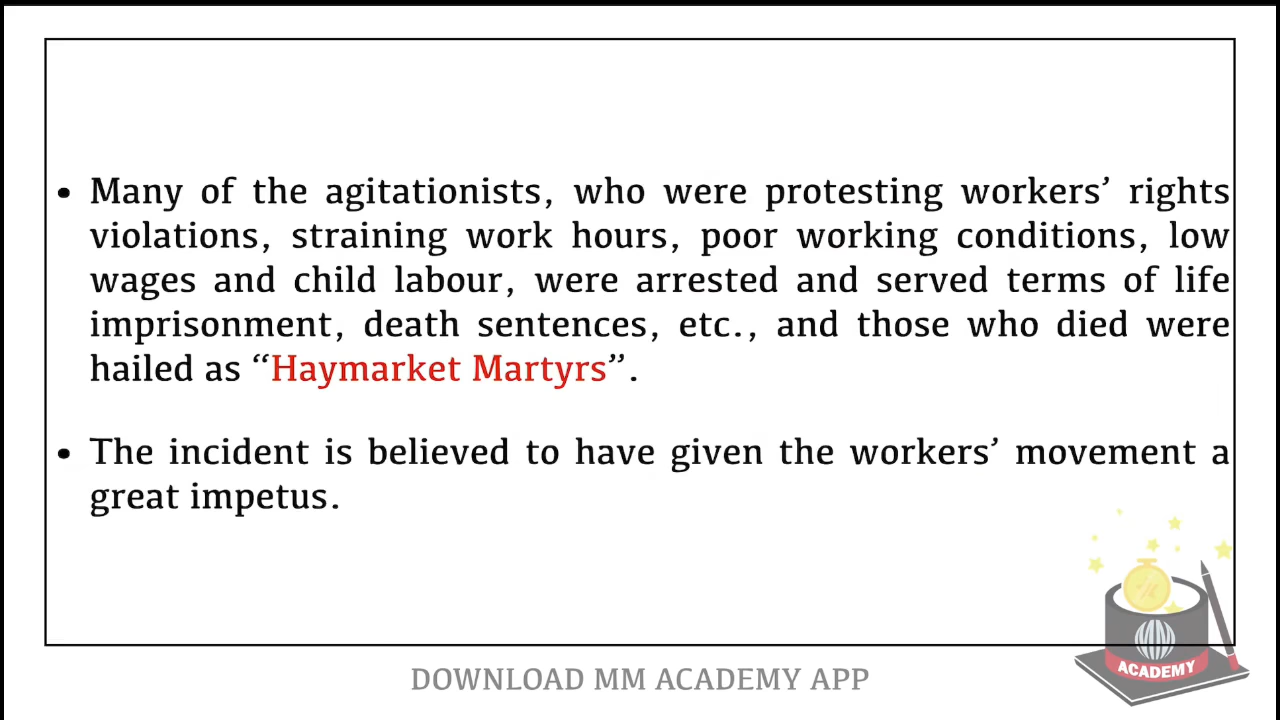 • Many of the agitationists, who were protesting workers’ rights
violations, straining work hours, poor working conditions, low
wages and child labour, were arrested and served terms of life
imprisonment, death sentences, etc., and those who died were
hailed as “Haymarket Martyrs”.
• The incident is believed to have given the workers’ movement a
great impetus.
MN
ACADEMY
DOWNLOAD MM ACADEMY APP